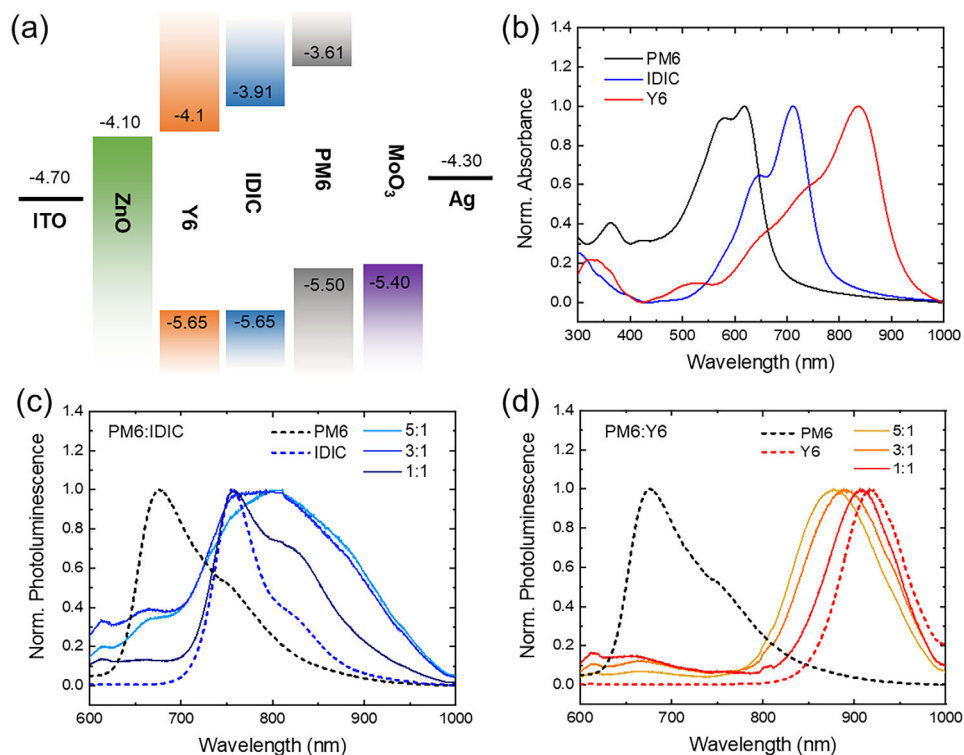 (a)
-3.61
-3.91
-4.1
-4.10
-4.70
ITO
ZnO
Y6
IDIC
PM6
MoO3
-4.30
Ag
-5.65
-5.65
-5.50
-5.40
(b)
Norm. Absorbance
1.4
1.2
1.0
0.8
0.6
0.4
0.2
0.0
PM6
IDIC
Y6
300 400 500 600 700 800 900 1000
Wavelength (nm)
(c)
Norm. Photoluminescence
1.4
1.2
1.0
0.8
0.6
0.4
0.2
0.0
PM6:IDIC
PM6
IDIC
5:1
3:1
1:1
600 700 800 900 1000
Wavelength (nm)
(d)
Norm. Photoluminescence
1.4
1.2
1.0
0.8
0.6
0.4
0.2
0.0
PM6:Y6
PM6
Y6
5:1
3:1
1:1
600 700 800 900 1000
Wavelength (nm)